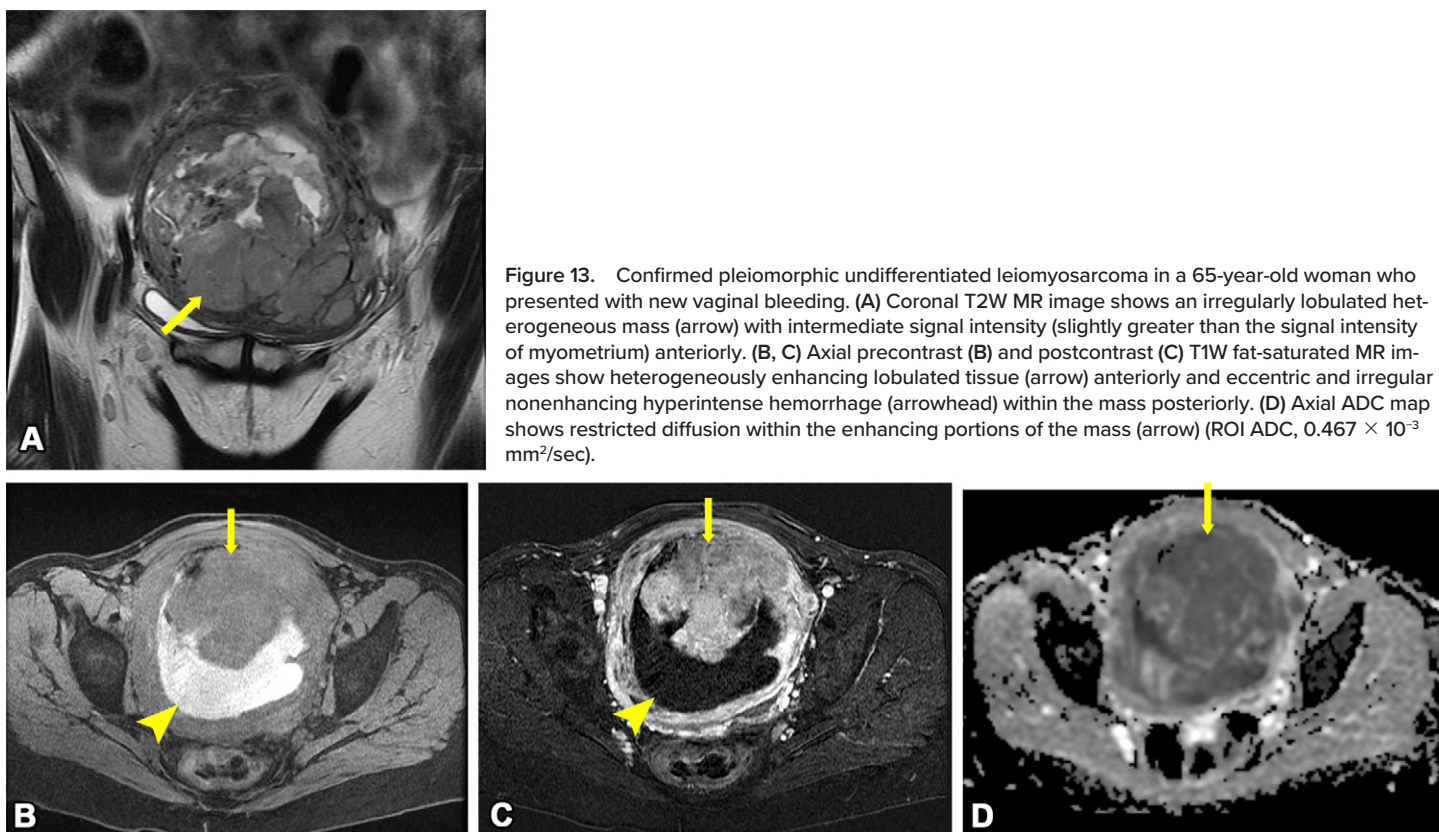 A
Figure 13. Confirmed pleiomorphic undifferentiated leiomyosarcoma in a 65-year-old woman who
presented with new vaginal bleeding. (A) Coronal T2W MR image shows an irregularly lobulated het-
erogeneous mass (arrow) with intermediate signal intensity (slightly greater than the signal intensity
of myometrium) anteriorly. (B, C) Axial precontrast (B) and postcontrast (C) T1W fat-saturated MR im-
ages show heterogeneously enhancing lobulated tissue (arrow) anteriorly and eccentric and irregular
nonenhancing hyperintense hemorrhage (arrowhead) within the mass posteriorly. (D) Axial ADC map
shows restricted diffusion within the enhancing portions of the mass (arrow) (ROI ADC, 0.467 × 10⁻³
mm²/sec).
B
C
D